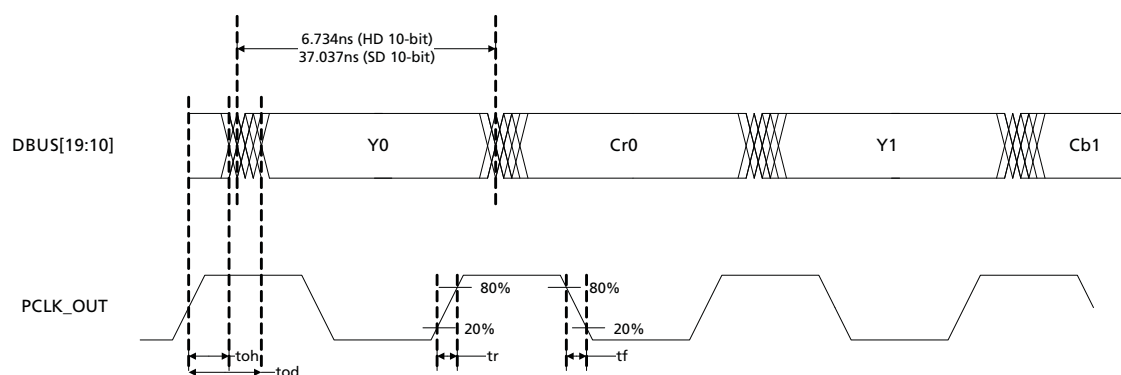 6.734ns (HD 10-bit)
37.037ns (SD 10-bit)
DBUS[19:10]
Y0
Cr0
Y1
Cb1
PCLK_OUT
80%
80%
20%
20%
toh
tr
tf
tod